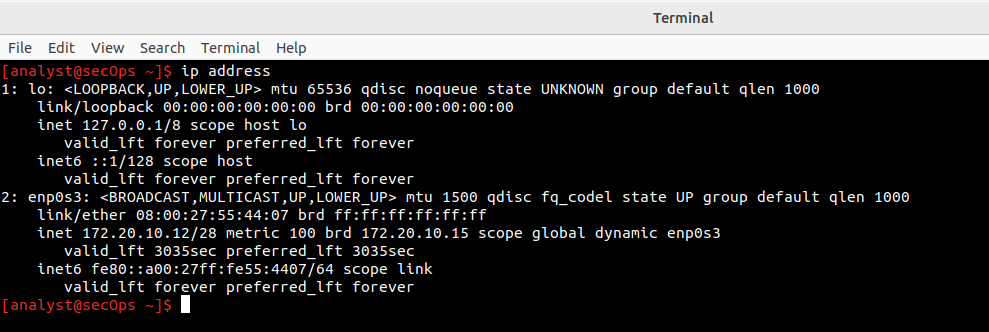 Terminal
File Edit View Search Terminal Help
[analyst@secOps ~]$ ip address
1: lo: <LOOPBACK,UP,LOWER_UP> mtu 65536 qdisc noqueue state UNKNOWN group default qlen 1000
    link/loopback 00:00:00:00:00:00 brd 00:00:00:00:00:00
    inet 127.0.0.1/8 scope host lo
       valid_lft forever preferred_lft forever
    inet6 ::1/128 scope host
       valid_lft forever preferred_lft forever
2: enp0s3: <BROADCAST,MULTICAST,UP,LOWER_UP> mtu 1500 qdisc fq_codel state UP group default qlen 1000
    link/ether 08:00:27:55:44:07 brd ff:ff:ff:ff:ff:ff
    inet 172.20.10.12/28 metric 100 brd 172.20.10.15 scope global dynamic enp0s3
       valid_lft 3035sec preferred_lft 3035sec
    inet6 fe80::a00:27ff:fe55:4407/64 scope link
       valid_lft forever preferred_lft forever
[analyst@secOps ~]$